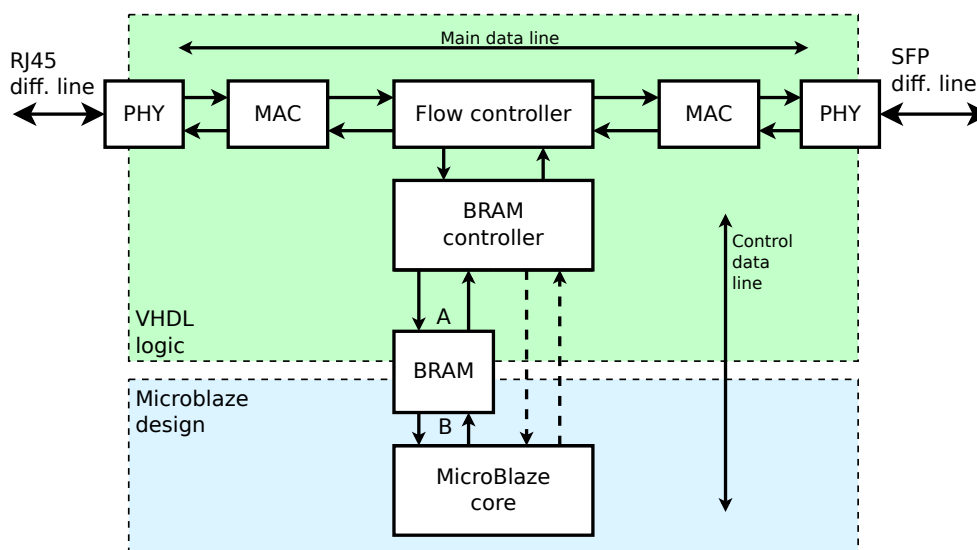 Main data line
RJ45
diff. line
SFP
diff. line
PHY
MAC
Flow controller
MAC
PHY
BRAM
controller
Control
data
line
VHDL
logic
A
BRAM
Microblaze
design
B
MicroBlaze
core